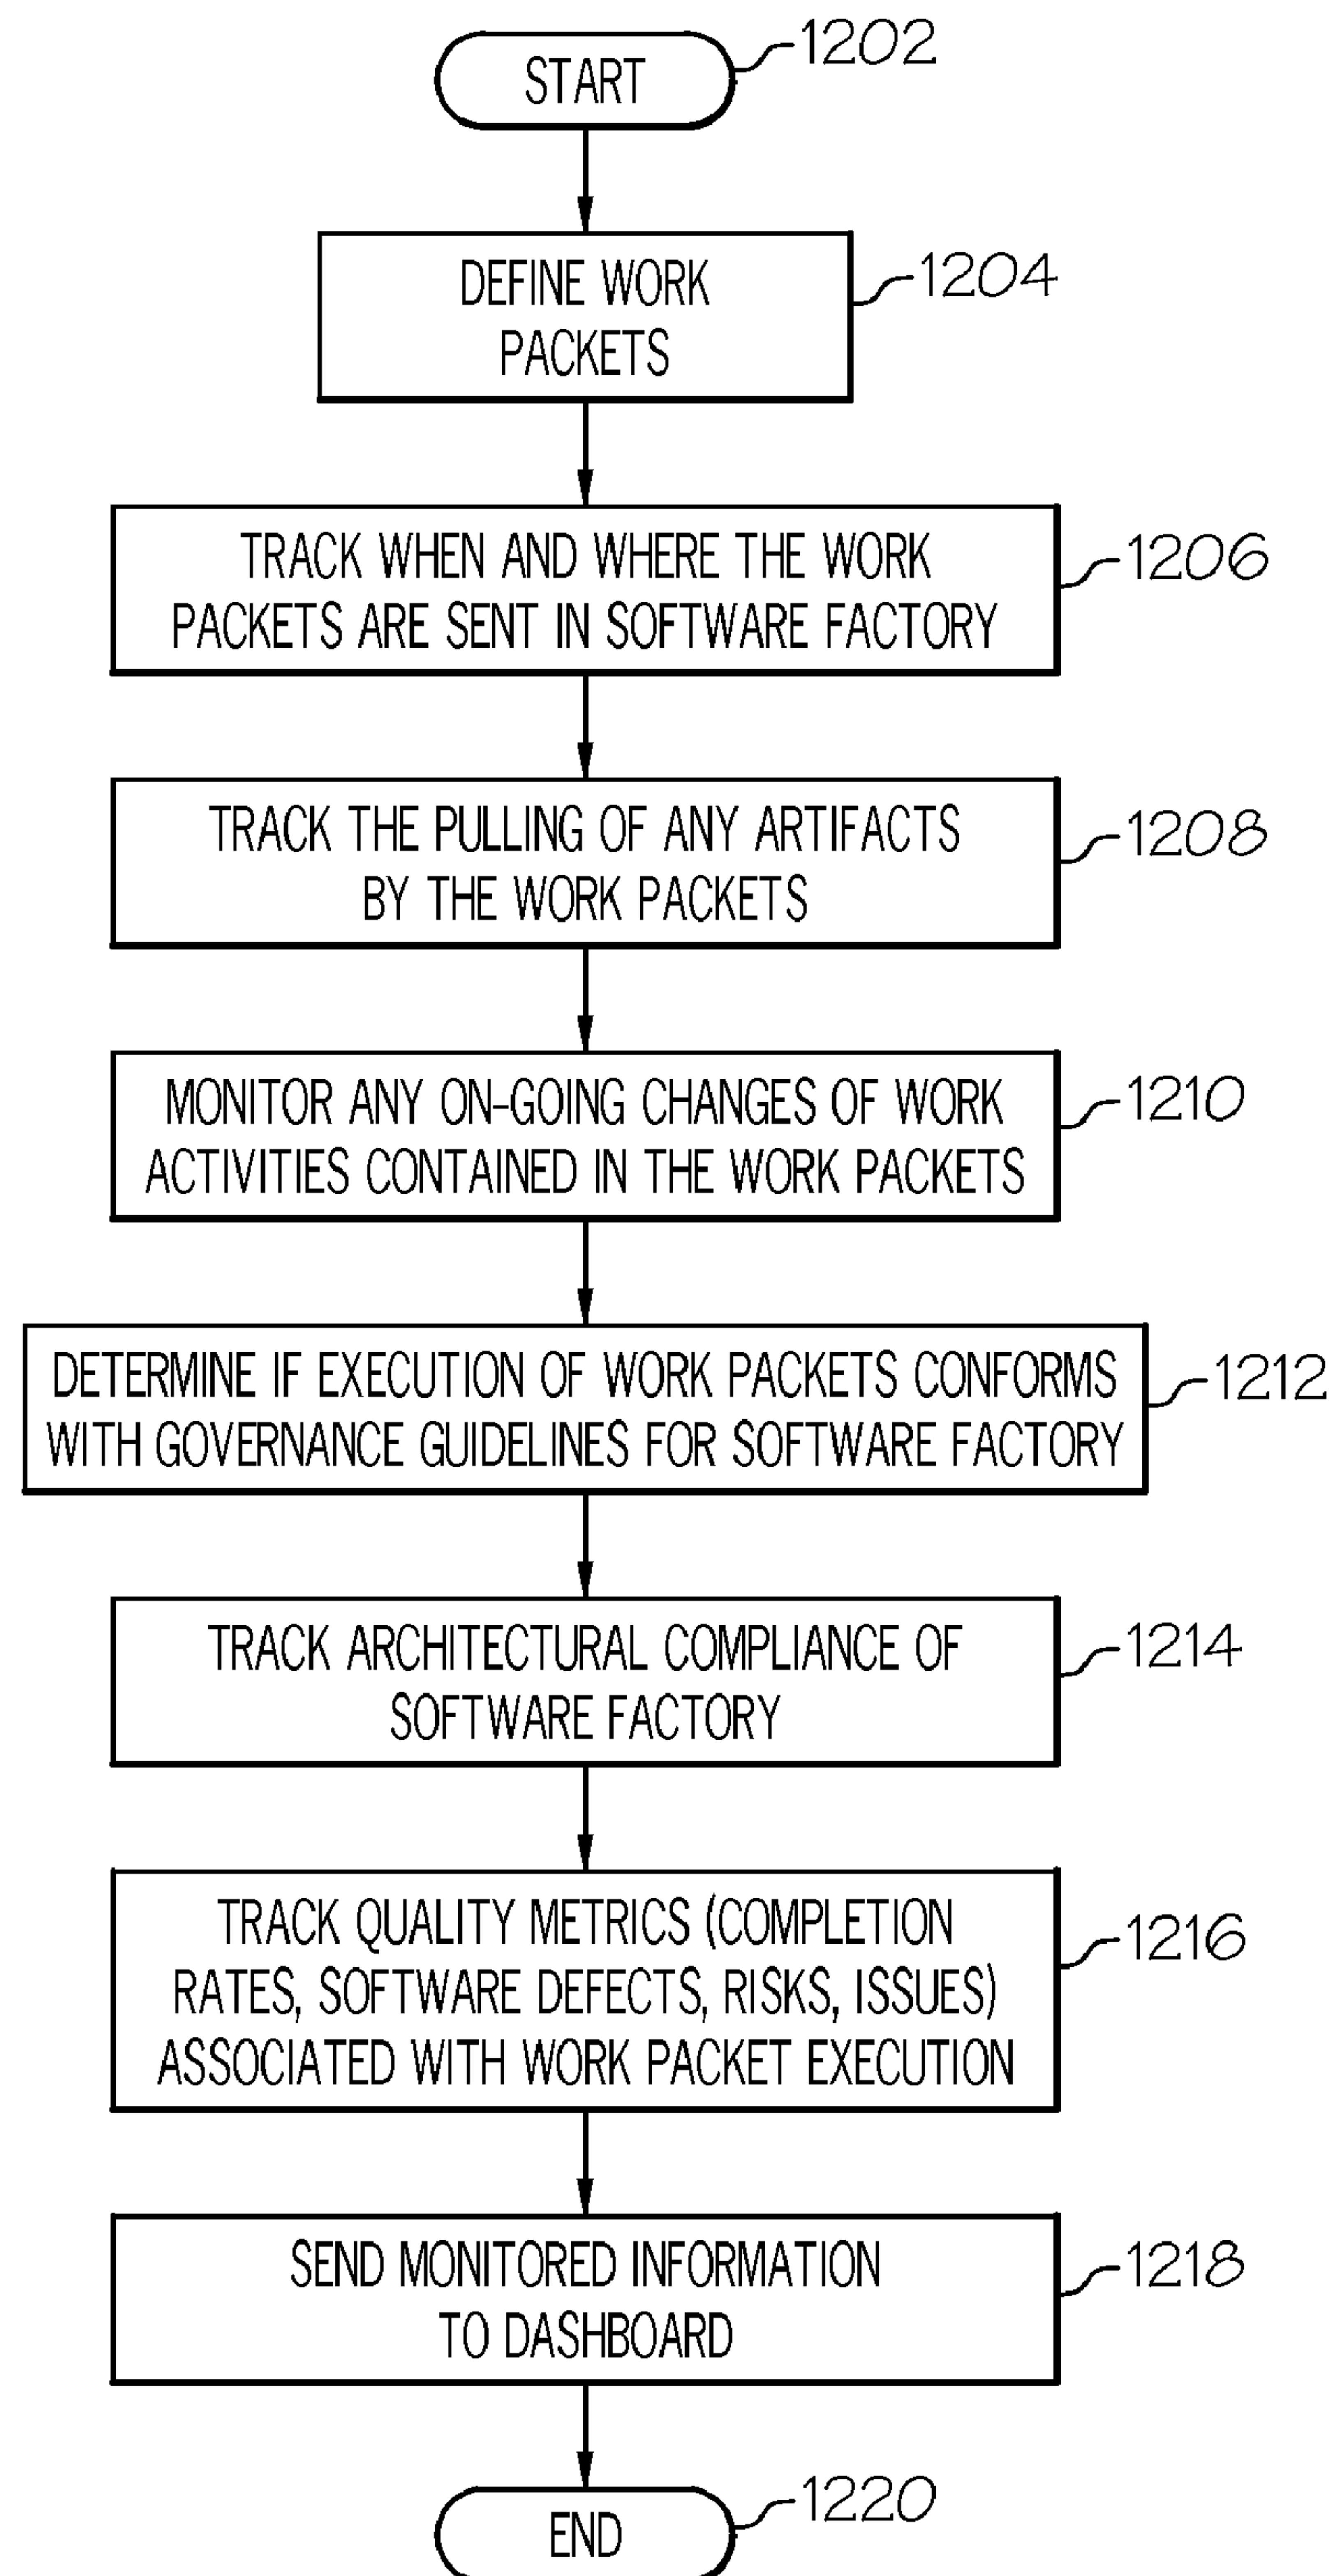 START
1202
DEFINE WORK
PACKETS
1204
TRACK WHEN AND WHERE THE WORK
PACKETS ARE SENT IN SOFTWARE FACTORY
1206
TRACK THE PULLING OF ANY ARTIFACTS
BY THE WORK PACKETS
1208
MONITOR ANY ON-GOING CHANGES OF WORK
ACTIVITIES CONTAINED IN THE WORK PACKETS
1210
DETERMINE IF EXECUTION OF WORK PACKETS CONFORMS
WITH GOVERNANCE GUIDELINES FOR SOFTWARE FACTORY
1212
TRACK ARCHITECTURAL COMPLIANCE OF
SOFTWARE FACTORY
1214
TRACK QUALITY METRICS (COMPLETION
RATES, SOFTWARE DEFECTS, RISKS, ISSUES)
ASSOCIATED WITH WORK PACKET EXECUTION
1216
SEND MONITORED INFORMATION
TO DASHBOARD
1218
END
1220